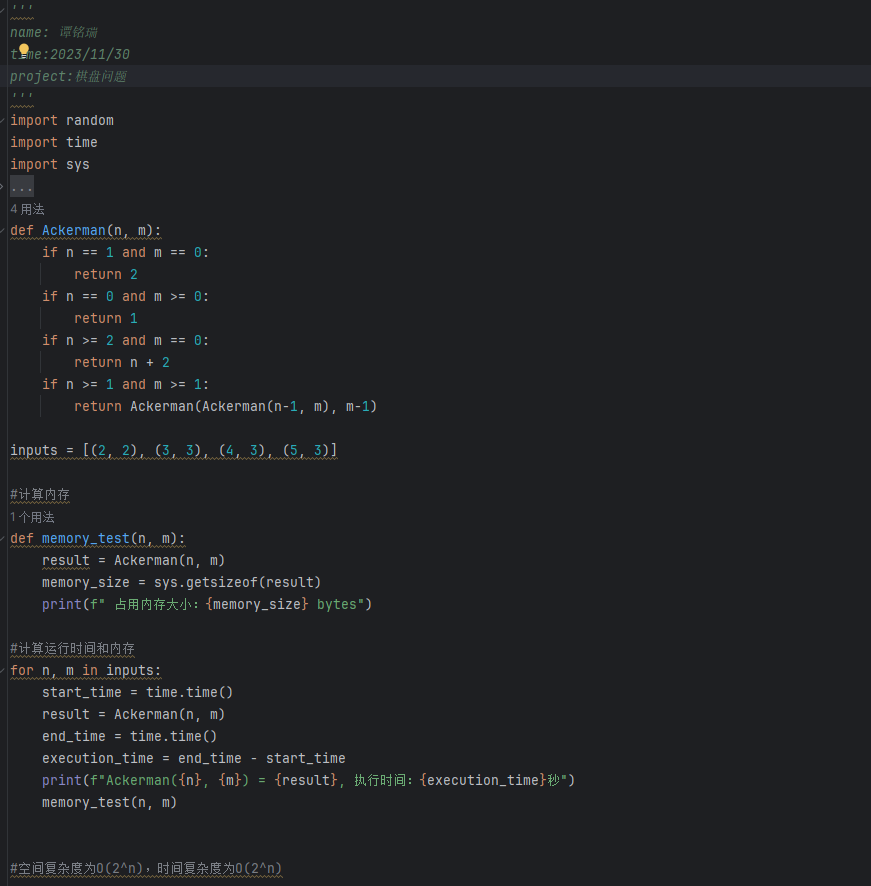 '''
name: 谭铭瑞
time:2023/11/30
project:棋盘问题
'''
import random
import time
import sys
...
4 用法
def Ackerman(n, m):
    if n == 1 and m == 0:
        return 2
    if n == 0 and m >= 0:
        return 1
    if n >= 2 and m == 0:
        return n + 2
    if n >= 1 and m >= 1:
        return Ackerman(Ackerman(n-1, m), m-1)
inputs = [(2, 2), (3, 3), (4, 3), (5, 3)]
#计算内存
1 个用法
def memory_test(n, m):
    result = Ackerman(n, m)
    memory_size = sys.getsizeof(result)
    print(f" 占用内存大小: {memory_size} bytes")
#计算运行时间和内存
for n, m in inputs:
    start_time = time.time()
    result = Ackerman(n, m)
    end_time = time.time()
    execution_time = end_time - start_time
    print(f"Ackerman({n}, {m}) = {result}, 执行时间: {execution_time}秒")
    memory_test(n, m)
#空间复杂度为O(2^n)，时间复杂度为O(2^n)